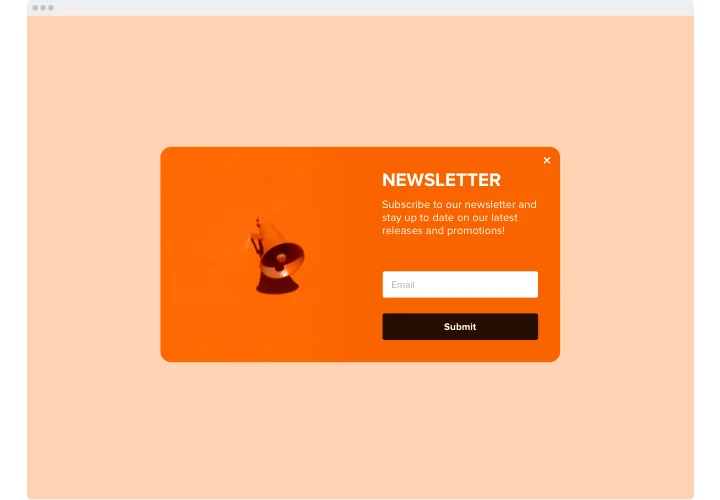 NEWSLETTER
Subscribe to our newsletter and
stay up to date on our latest
releases and promotions!
Email
Submit